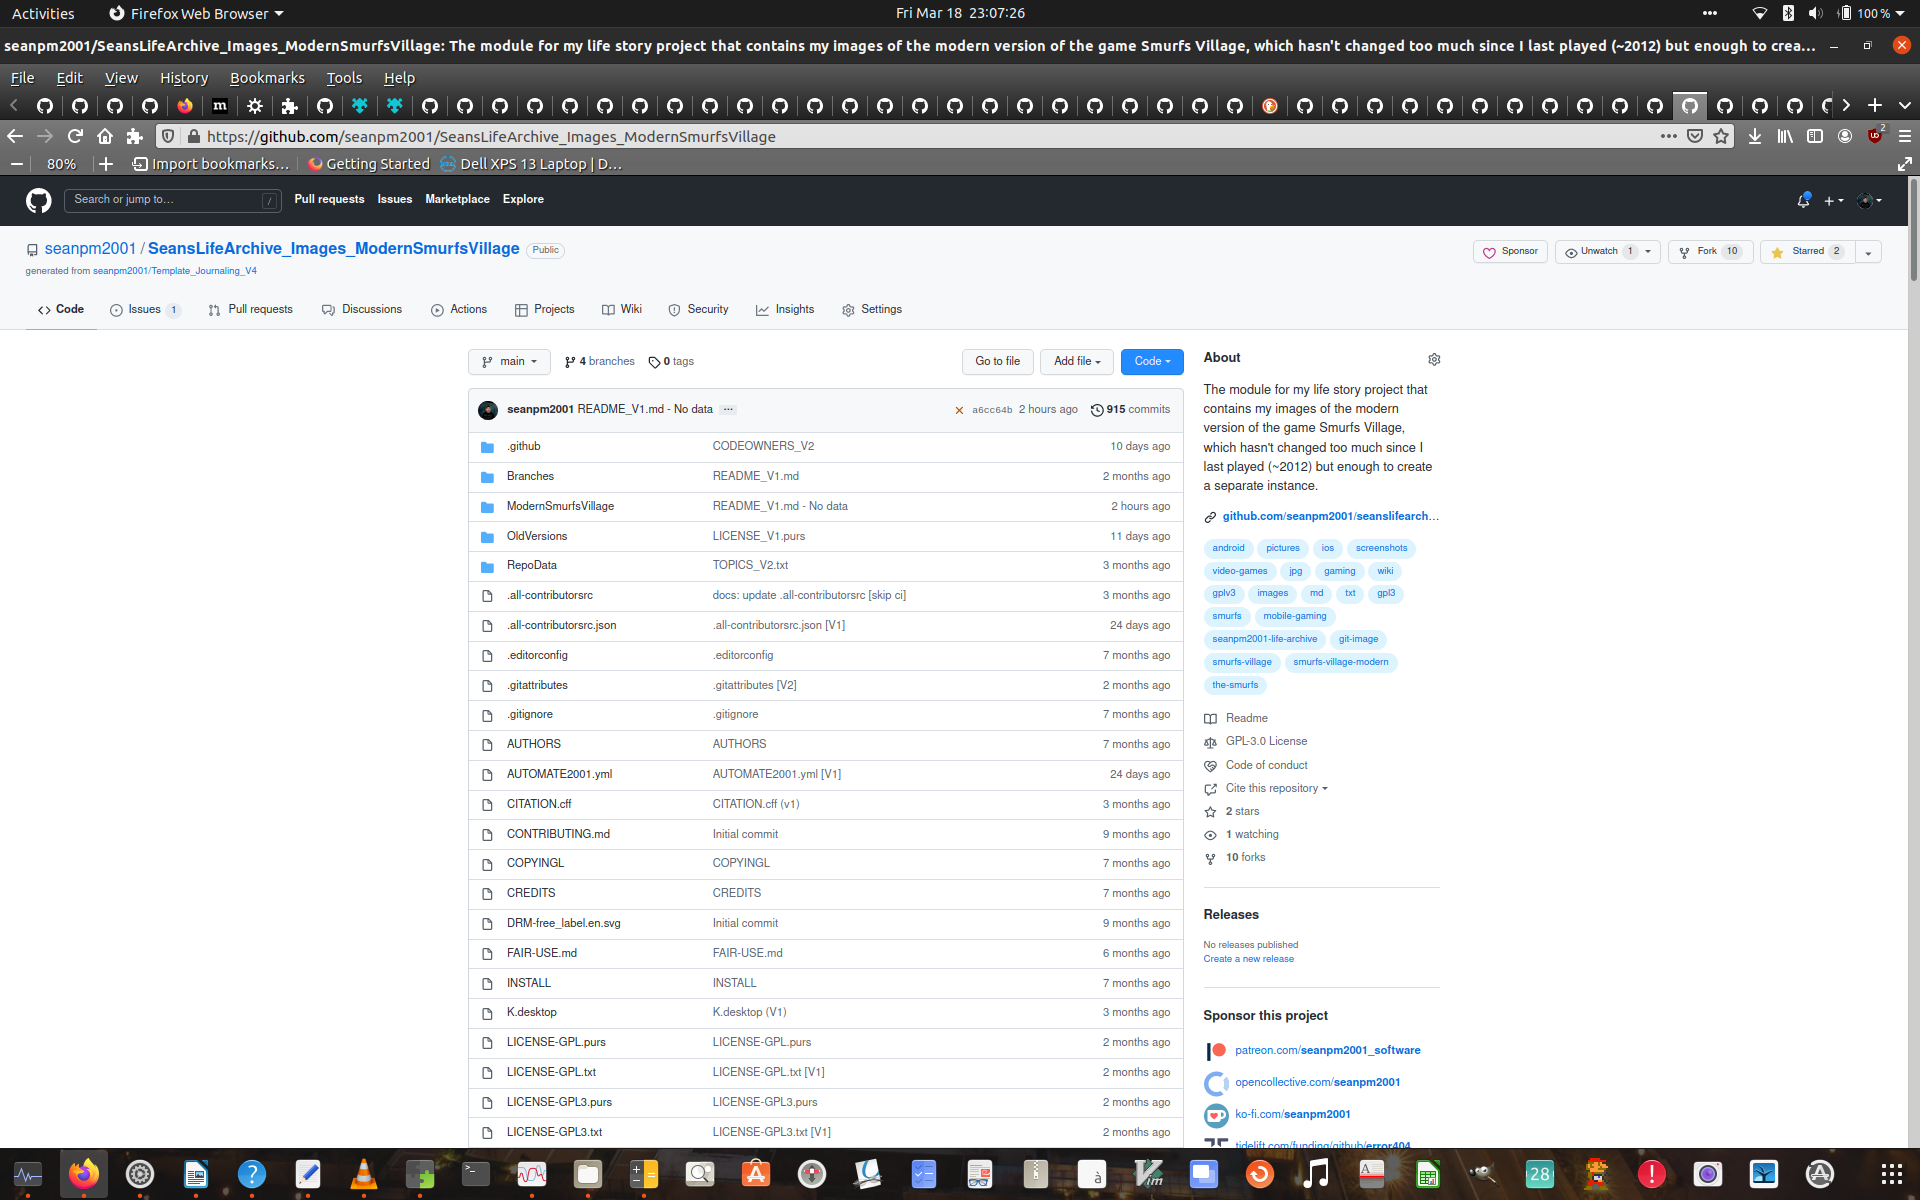 Activities
Firefox Web Browser
Fri Mar 18 23:07:26
100 %
seanpm2001/SeansLifeArchive_Images_ModernSmurfsVillage: The module for my life story project that contains my images of the modern version of the game Smurfs Village, which hasn't changed too much since I last played (~2012) but enough to crea...
File Edit View History Bookmarks Tools Help
https://github.com/seanpm2001/SeansLifeArchive_Images_ModernSmurfsVillage
2
80%
Import bookmarks...
Getting Started
Dell XPS 13 Laptop | D...
Search or jump to...
/
Pull requests Issues Marketplace Explore
seanpm2001 / SeansLifeArchive_Images_ModernSmurfsVillage Public
Sponsor
Unwatch 1
Fork 10
Starred 2
generated from seanpm2001/Template_Journaling_V4
Code
Issues 1
Pull requests
Discussions
Actions
Projects
Wiki
Security
Insights
Settings
main
4 branches
0 tags
Go to file
Add file
Code
seanpm2001 README_V1.md - No data ... a6cc64b 2 hours ago 915 commits
.github CODEOWNERS_V2 10 days ago
Branches README_V1.md 2 months ago
ModernSmurfsVillage README_V1.md - No data 2 hours ago
OldVersions LICENSE_V1.purs 11 days ago
RepoData TOPICS_V2.txt 3 months ago
.all-contributorsrc docs: update .all-contributorsrc [skip ci] 3 months ago
.all-contributorsrc.json .all-contributorsrc.json [V1] 24 days ago
.editorconfig .editorconfig 7 months ago
.gitattributes .gitattributes [V2] 2 months ago
.gitignore .gitignore 7 months ago
AUTHORS AUTHORS 7 months ago
AUTOMATE2001.yml AUTOMATE2001.yml [V1] 24 days ago
CITATION.cff CITATION.cff (v1) 3 months ago
CONTRIBUTING.md Initial commit 9 months ago
COPYINGL COPYINGL 7 months ago
CREDITS CREDITS 7 months ago
DRM-free_label.en.svg Initial commit 9 months ago
FAIR-USE.md FAIR-USE.md 6 months ago
INSTALL INSTALL 7 months ago
K.desktop K.desktop (V1) 3 months ago
LICENSE-GPL.purs LICENSE-GPL.purs 2 months ago
LICENSE-GPL.txt LICENSE-GPL.txt [V1] 2 months ago
LICENSE-GPL3.purs LICENSE-GPL3.purs 2 months ago
LICENSE-GPL3.txt LICENSE-GPL3.txt [V1] 2 months ago
About
The module for my life story project that
contains my images of the modern
version of the game Smurfs Village,
which hasn't changed too much since I
last played (~2012) but enough to create
a separate instance.
github.com/seanpm2001/seanslifearch...
android pictures ios screenshots
video-games jpg gaming wiki
gplv3 images md txt gpl3
smurfs mobile-gaming
seanpm2001-life-archive git-image
smurfs-village smurfs-village-modern
the-smurfs
Readme
GPL-3.0 License
Code of conduct
Cite this repository
2 stars
1 watching
10 forks
Releases
No releases published
Create a new release
Sponsor this project
patreon.com/seanpm2001_software
opencollective.com/seanpm2001
ko-fi.com/seanpm2001
tidelift.com/funding/github/error404
28